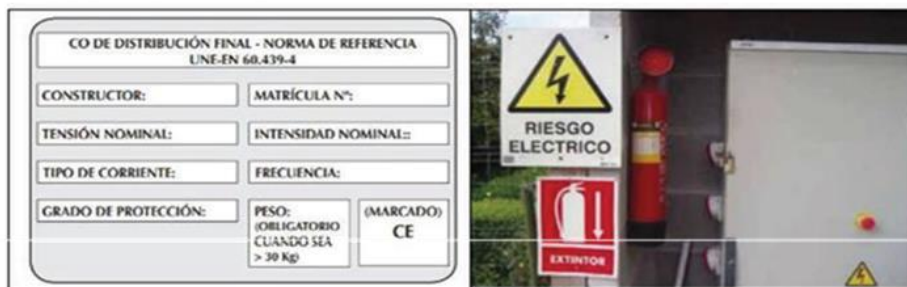 CO DE DISTRIBUCIÓN FINAL - NORMA DE REFERENCIA
UNE-EN 60.439-4
CONSTRUCTOR:
MATRÍCULA Nº:
TENSIÓN NOMINAL:
INTENSIDAD NOMINAL::
TIPO DE CORRIENTE:
FRECUENCIA:
GRADO DE PROTECCIÓN:
PESO:
(OBLIGATORIO
CUANDO SEA
> 30 Kg)
(MARCADO)
CE
RIESGO
ELECTRICO
EXTINTOR